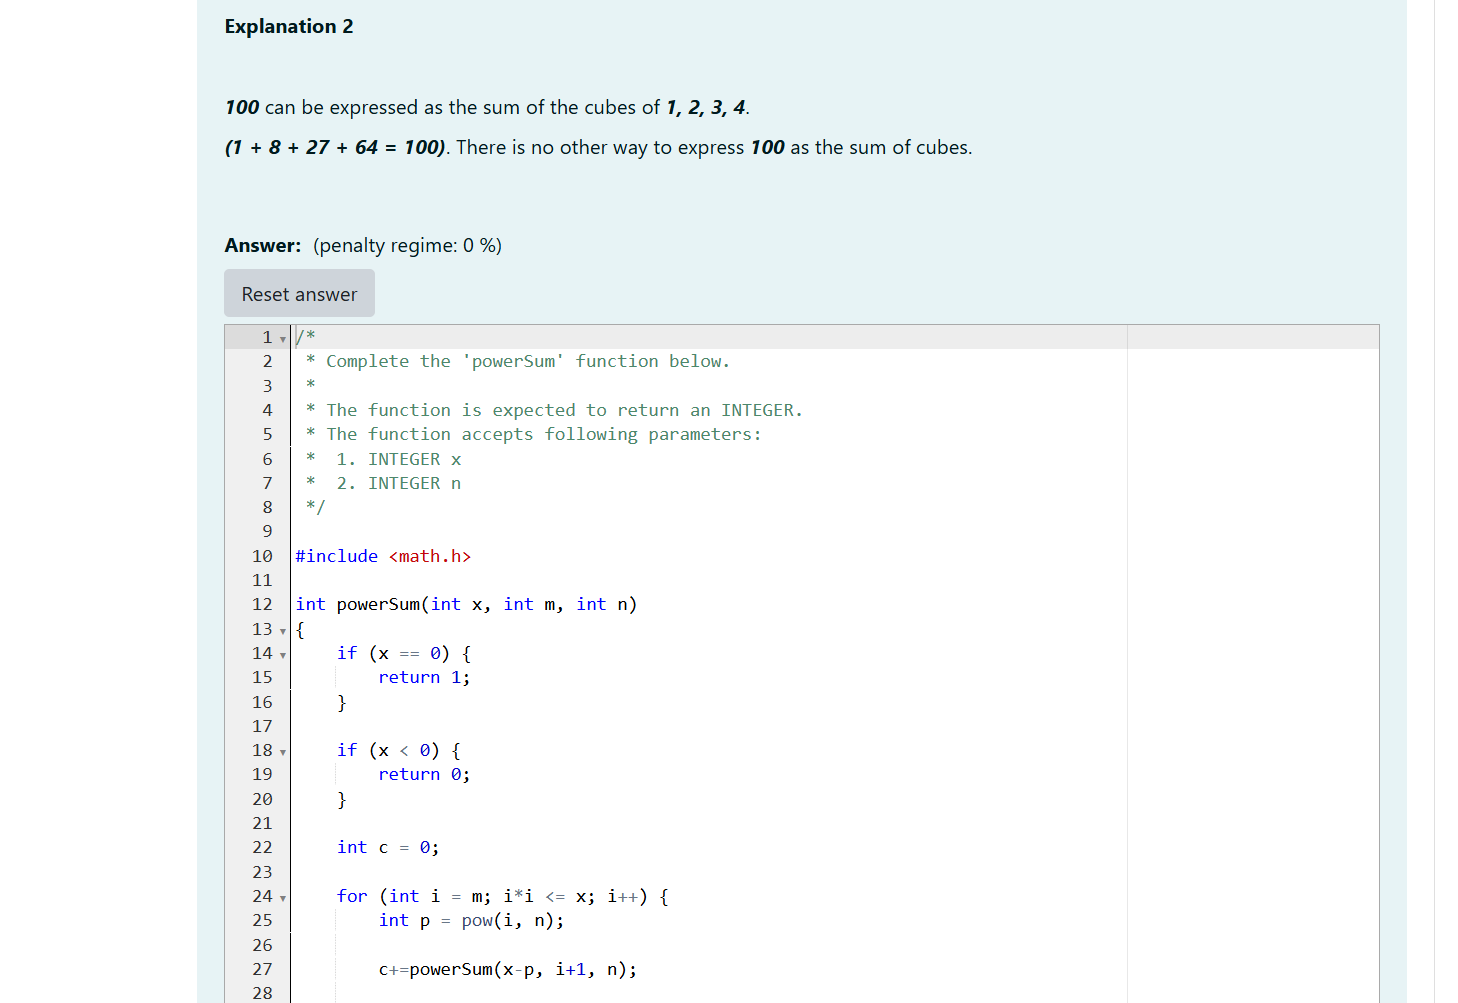 Explanation 2
100 can be expressed as the sum of the cubes of 1, 2, 3, 4.
(1 + 8 + 27 + 64 = 100). There is no other way to express 100 as the sum of cubes.
Answer: (penalty regime: 0 %)
Reset answer
1 /*
2 * Complete the 'powerSum' function below.
3 *
4 * The function is expected to return an INTEGER.
5 * The function accepts following parameters:
6 *  1. INTEGER x
7 *  2. INTEGER n
8 */
9
10 #include <math.h>
11
12 int powerSum(int x, int m, int n)
13 {
14     if (x == 0) {
15         return 1;
16     }
17
18     if (x < 0) {
19         return 0;
20     }
21
22     int c = 0;
23
24     for (int i = m; i*i <= x; i++) {
25         int p = pow(i, n);
26
27         c+=powerSum(x-p, i+1, n);
28